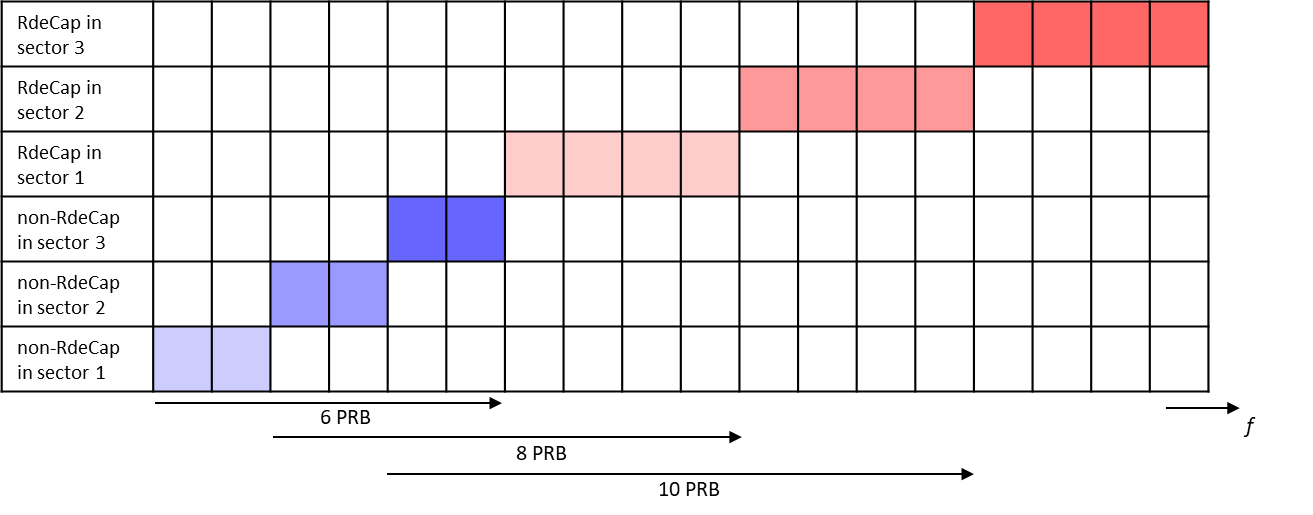 RdeCap in
sector 3
RdeCap in
sector 2
RdeCap in
sector 1
non-RdeCap
in sector 3
non-RdeCap
in sector 2
non-RdeCap
in sector 1
6 PRB
8 PRB
10 PRB
f